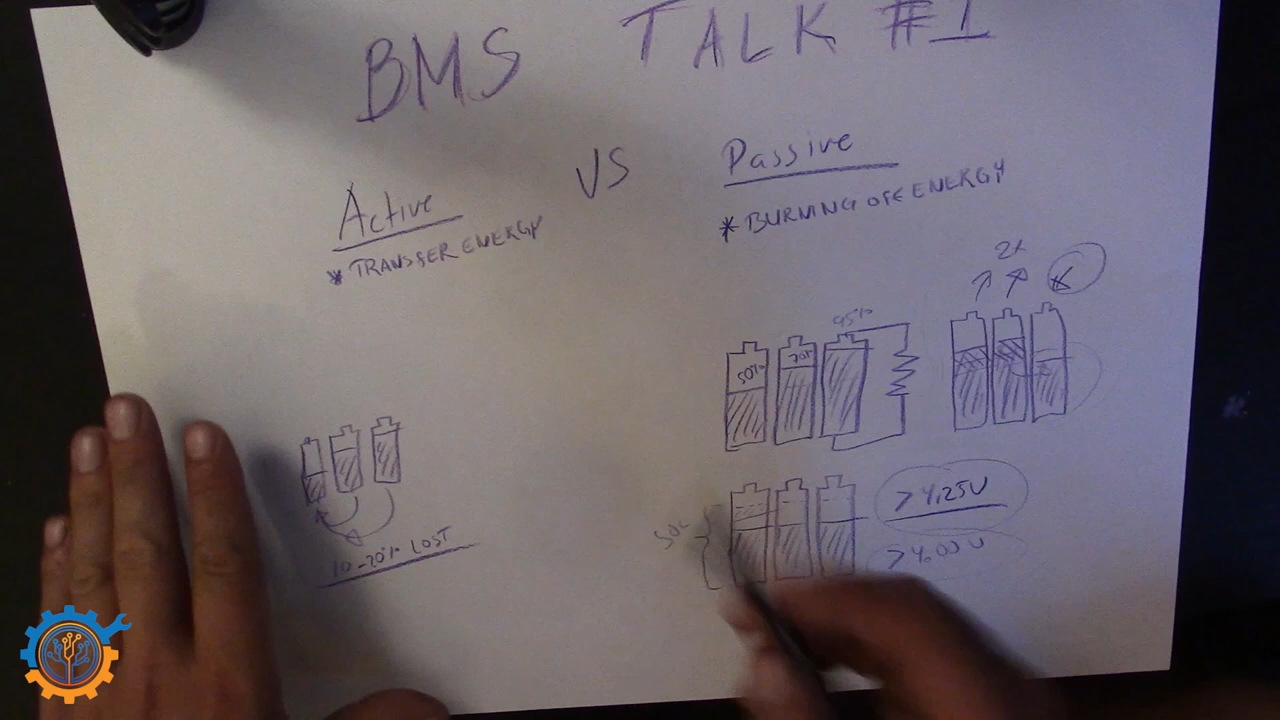 BMS TALK #1
Active
VS
Passive
* TRANSFER ENERGY
* BURNING OFF ENERGY
2x
95%
50%
70%
> 4,25V
> 4,00V
10-20% LOST